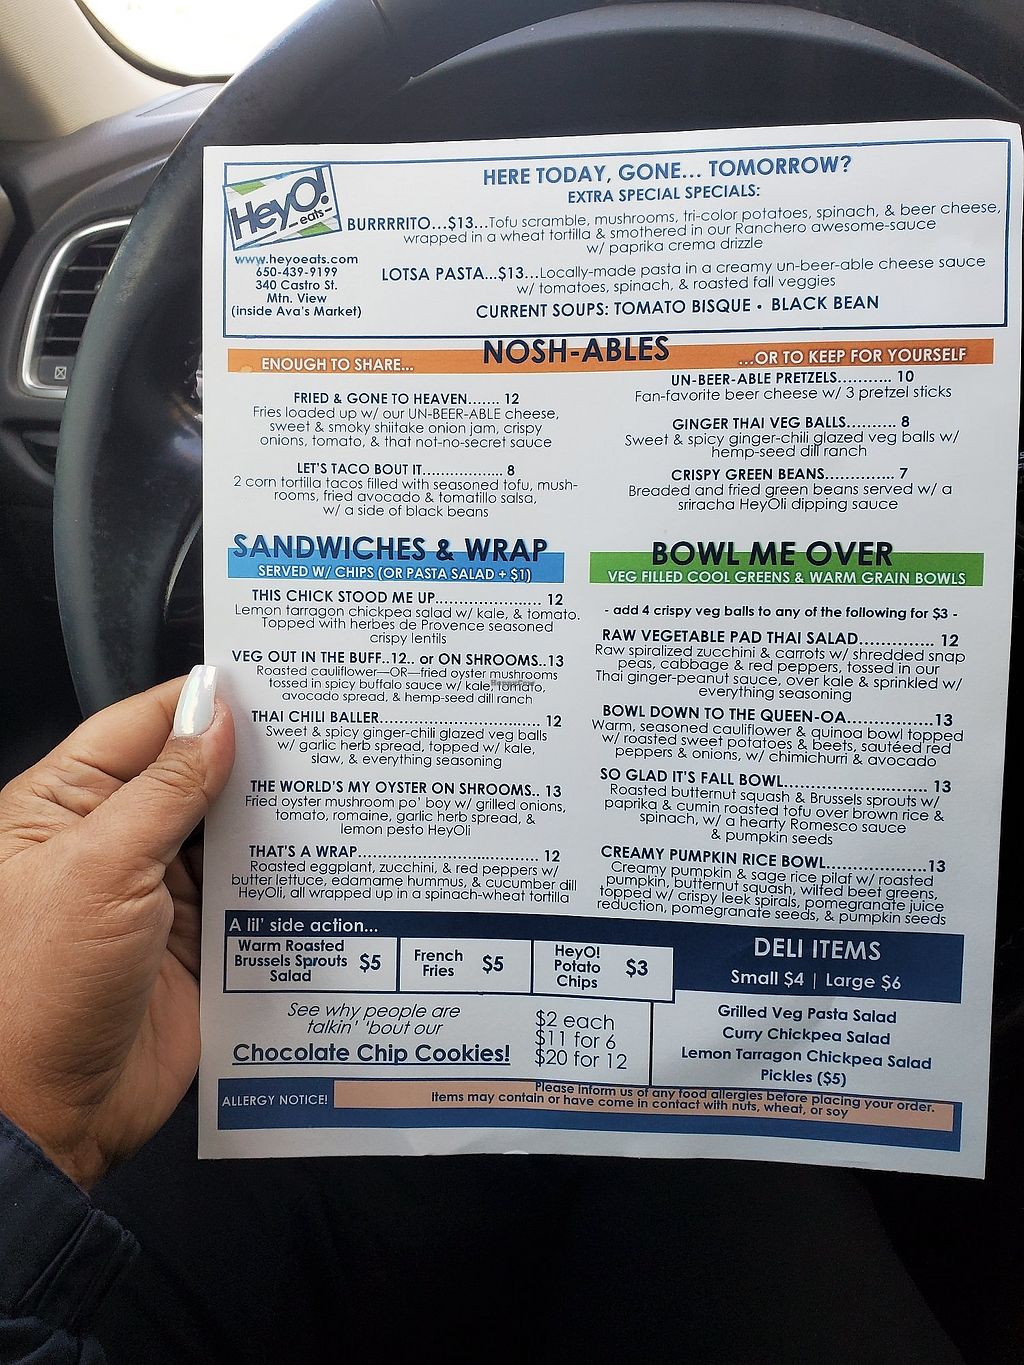 HeyO!
-eats-
www.heyoeats.com
650-439-9199
340 Castro St.
Mtn. View
(inside Ava's Market)
HERE TODAY, GONE... TOMORROW?
EXTRA SPECIAL SPECIALS:
BURRRRITO...$13...Tofu scramble, mushrooms, tri-color potatoes, spinach, & beer cheese,
wrapped in a wheat tortilla & smothered in our Ranchero awesome-sauce
w/ paprika crema drizzle
LOTSA PASTA...$13...Locally-made pasta in a creamy un-beer-able cheese sauce
w/ tomatoes, spinach, & roasted fall veggies
CURRENT SOUPS: TOMATO BISQUE • BLACK BEAN
NOSH-ABLES
ENOUGH TO SHARE...
...OR TO KEEP FOR YOURSELF
FRIED & GONE TO HEAVEN....... 12
Fries loaded up w/ our UN-BEER-ABLE cheese,
sweet & smoky shiitake onion jam, crispy
onions, tomato, & that not-no-secret sauce
LET'S TACO BOUT IT.................. 8
2 corn tortilla tacos filled with seasoned tofu, mush-
rooms, fried avocado & tomatillo salsa,
w/ a side of black beans
UN-BEER-ABLE PRETZELS........... 10
Fan-favorite beer cheese w/ 3 pretzel sticks
GINGER THAI VEG BALLS.......... 8
Sweet & spicy ginger-chili glazed veg balls w/
hemp-seed dill ranch
CRISPY GREEN BEANS............. 7
Breaded and fried green beans served w/ a
sriracha HeyOli dipping sauce
SANDWICHES & WRAP
SERVED W/ CHIPS (OR PASTA SALAD + $1)
THIS CHICK STOOD ME UP....................... 12
Lemon tarragon chickpea salad w/ kale, & tomato.
Topped with herbes de Provence seasoned
crispy lentils
VEG OUT IN THE BUFF..12.. or ON SHROOMS..13
Roasted cauliflower—OR—fried oyster mushrooms
tossed in spicy buffalo sauce w/ kale, tomato,
avocado spread, & hemp-seed dill ranch
THAI CHILI BALLER................................... 12
Sweet & spicy ginger-chili glazed veg balls
w/ garlic herb spread, topped w/ kale,
slaw, & everything seasoning
THE WORLD'S MY OYSTER ON SHROOMS.. 13
Fried oyster mushroom po' boy w/ grilled onions,
tomato, romaine, garlic herb spread, &
lemon pesto HeyOli
THAT'S A WRAP....................................... 12
Roasted eggplant, zucchini, & red peppers w/
butter lettuce, edamame hummus, & cucumber dill
HeyOli, all wrapped up in a spinach-wheat tortilla
BOWL ME OVER
VEG FILLED COOL GREENS & WARM GRAIN BOWLS
- add 4 crispy veg balls to any of the following for $3 -
RAW VEGETABLE PAD THAI SALAD............... 12
Raw spiralized zucchini & carrots w/ shredded snap
peas, cabbage & red peppers, tossed in our
Thai ginger-peanut sauce, over kale & sprinkled w/
everything seasoning
BOWL DOWN TO THE QUEEN-OA................13
Warm, seasoned cauliflower & quinoa bowl topped
w/ roasted sweet potatoes & beets, sautéed red
peppers & onions, w/ chimichurri & avocado
SO GLAD IT'S FALL BOWL........................... 13
Roasted butternut squash & Brussels sprouts w/
paprika & cumin roasted tofu over brown rice &
spinach, w/ a hearty Romesco sauce
& pumpkin seeds
CREAMY PUMPKIN RICE BOWL...................13
Creamy pumpkin & sage rice pilaf w/ roasted
pumpkin, butternut squash, wilted beet greens,
topped w/ crispy leek spirals, pomegranate juice
reduction, pomegranate seeds, & pumpkin seeds
A lil' side action...
Warm Roasted
Brussels Sprouts
Salad
$5
French
Fries
$5
HeyO!
Potato
Chips
$3
DELI ITEMS
Small $4 | Large $6
Grilled Veg Pasta Salad
Curry Chickpea Salad
Lemon Tarragon Chickpea Salad
Pickles ($5)
See why people are
talkin' 'bout our
Chocolate Chip Cookies!
$2 each
$11 for 6
$20 for 12
ALLERGY NOTICE!
Please inform us of any food allergies before placing your order.
Items may contain or have come in contact with nuts, wheat, or soy